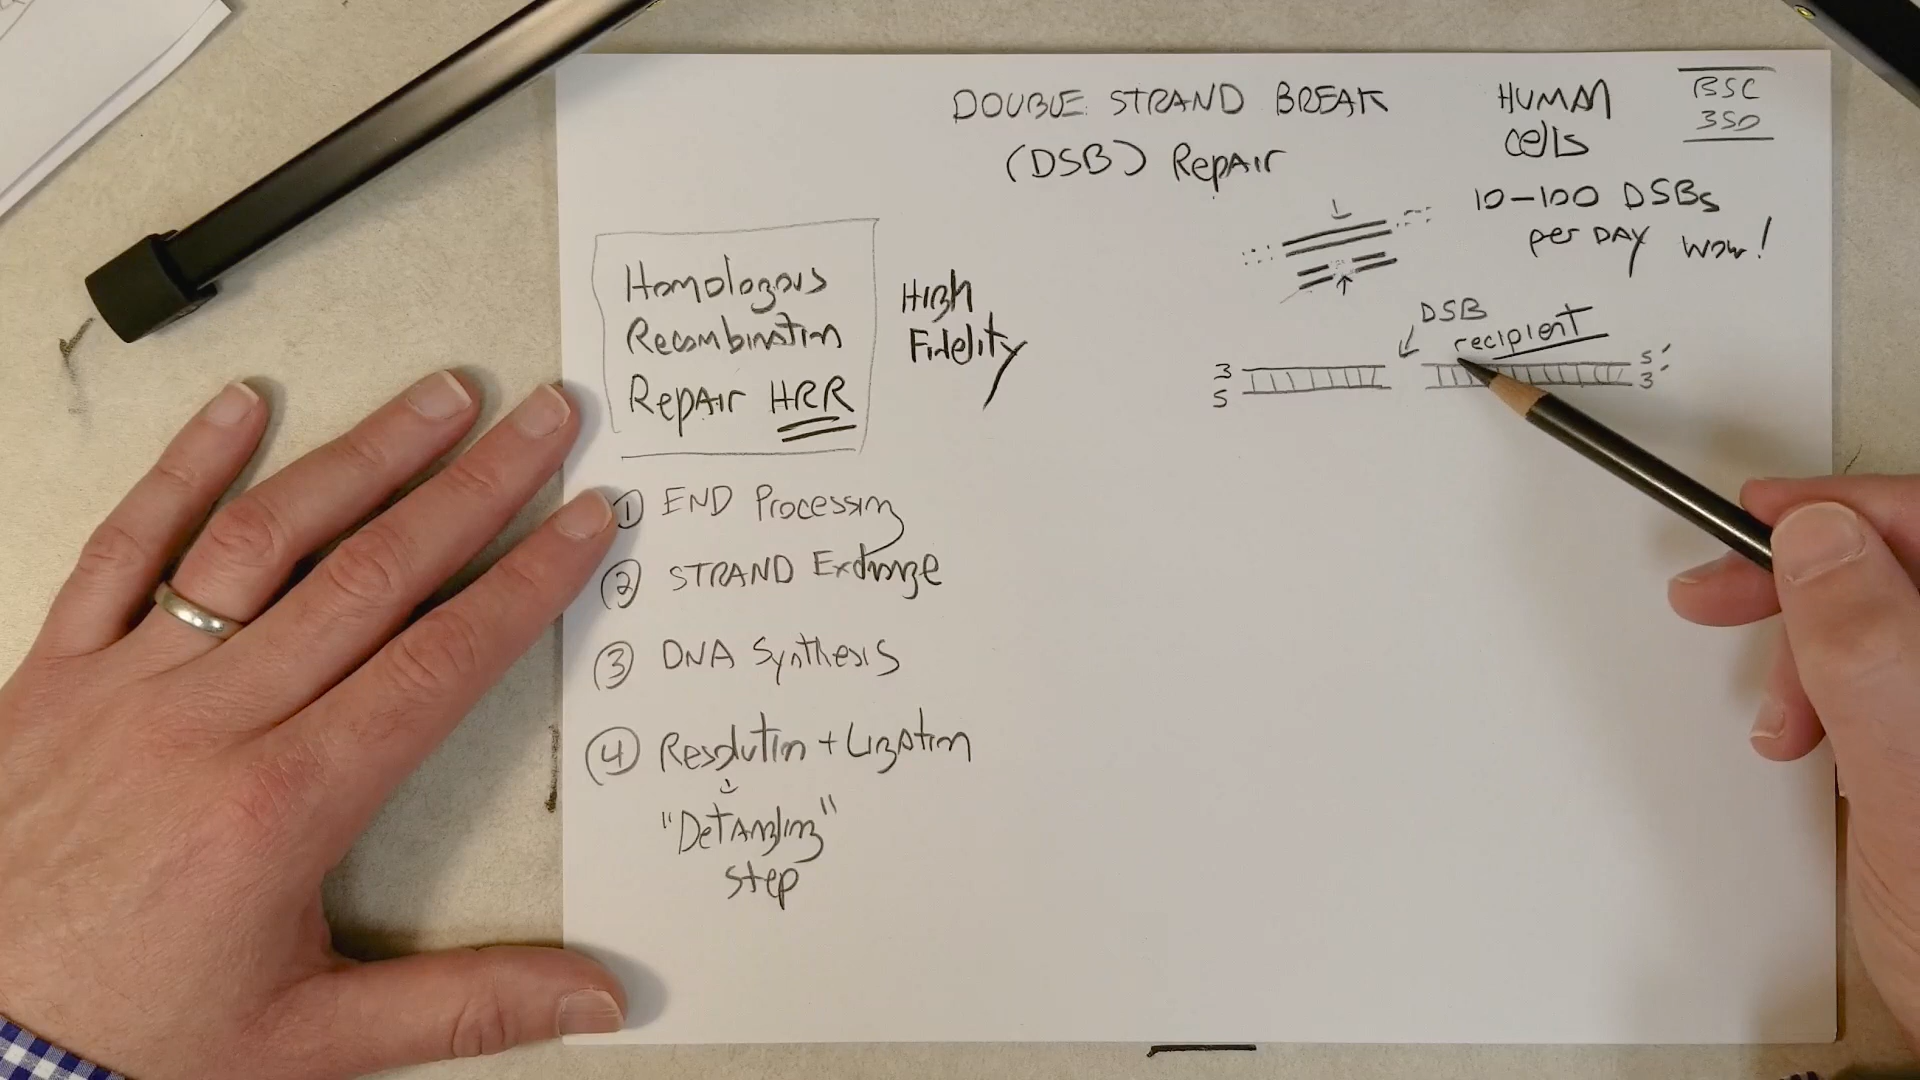 DOUBLE STRAND BREAK
(DSB) Repair
HUMAN
cells
BSC
350
10-100 DSBs
per DAY wow!
Homologous
Recombination
Repair HRR
High
Fidelity
DSB
recipient
3
5
5'
3'
① END Processing
② STRAND Exchange
③ DNA Synthesis
④ Resolution + Ligation
"Detangling"
step